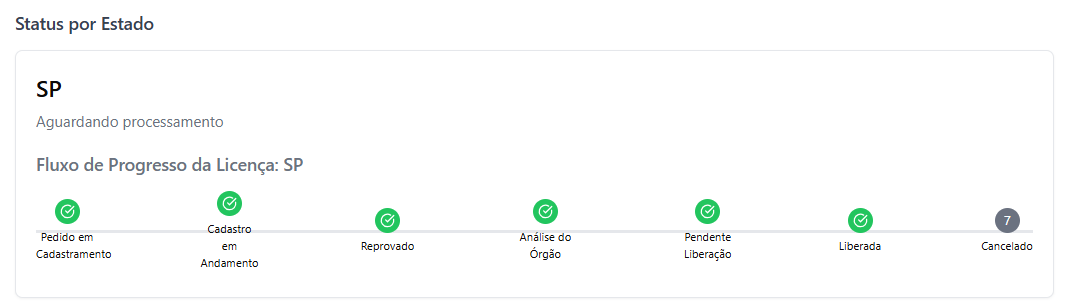 Status por Estado
SP
Aguardando processamento
Fluxo de Progresso da Licença: SP
Pedido em
Cadastramento
Cadastro
em
Andamento
Reprovado
Análise do
Órgão
Pendente
Liberação
Liberada
7
Cancelado